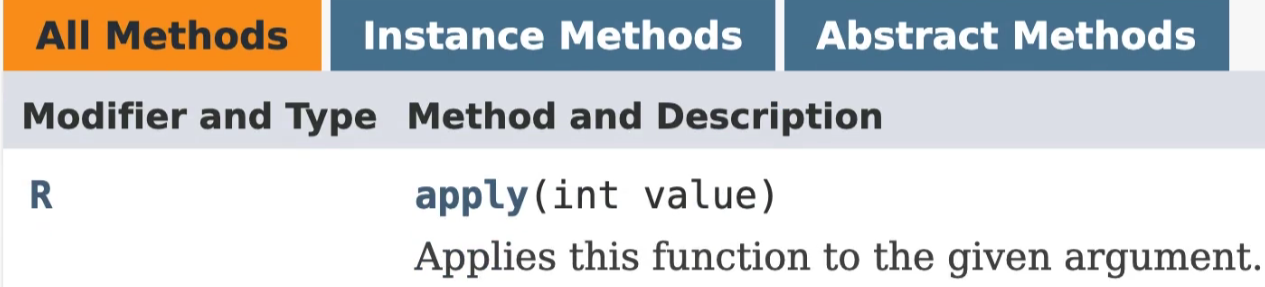 All Methods Instance Methods Abstract Methods
Modifier and Type Method and Description
R apply(int value)
Applies this function to the given argument.